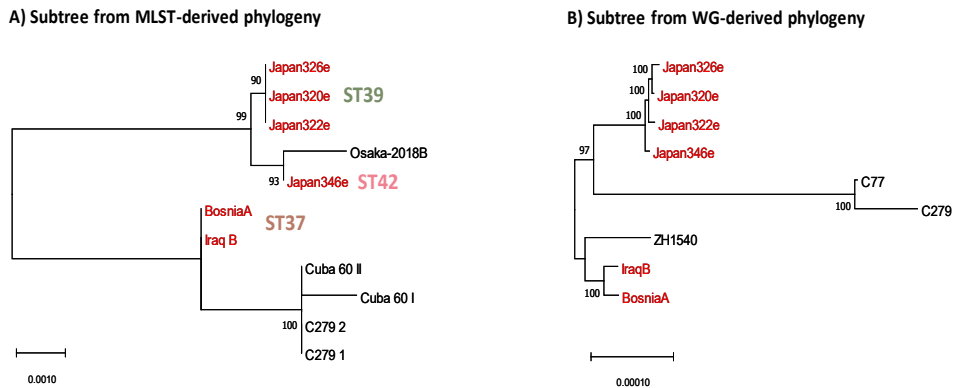 A) Subtree from MLST-derived phylogeny
90
Japan326e
Japan320e
ST39
99
Japan322e
Osaka-2018B
93
Japan346e
ST42
BosniaA
ST37
Iraq B
Cuba 60 II
Cuba 60 I
100
C279 2
C279 1
0.0010
B) Subtree from WG-derived phylogeny
100
Japan326e
100
Japan320e
100
Japan322e
Japan346e
97
C77
100
C279
ZH1540
IraqB
100
BosniaA
0.00010